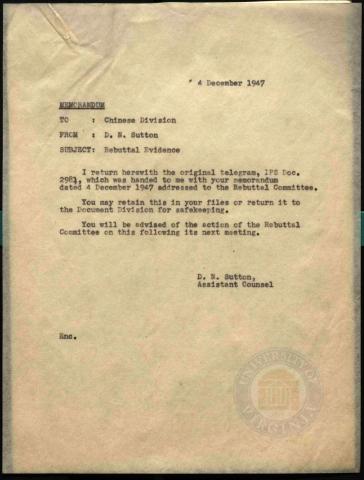 4 December 1947
MEMORANDUM
TO : Chinese Division
FROM : D. N. Sutton
SUBJECT: Rebuttal Evidence
I return herewith the original telegram, IPS Doc.
2981, which was handed to me with your memorandum
dated 4 December 1947 addressed to the Rebuttal Committee.
You may retain this in your files or return it to
the Document Division for safekeeping.
You will be advised of the action of the Rebuttal
Committee on this following its next meeting.
D. N. Sutton,
Assistant Counsel
Enc.
UNIVERSITY of VIRGINIA